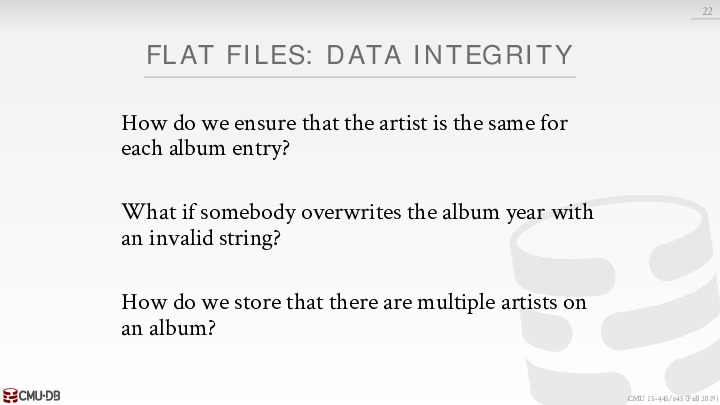 22
FLAT FILES: DATA INTEGRITY
How do we ensure that the artist is the same for
each album entry?
What if somebody overwrites the album year with
an invalid string?
How do we store that there are multiple artists on
an album?
CMU·DB
CMU 15-445/645 (Fall 2019)